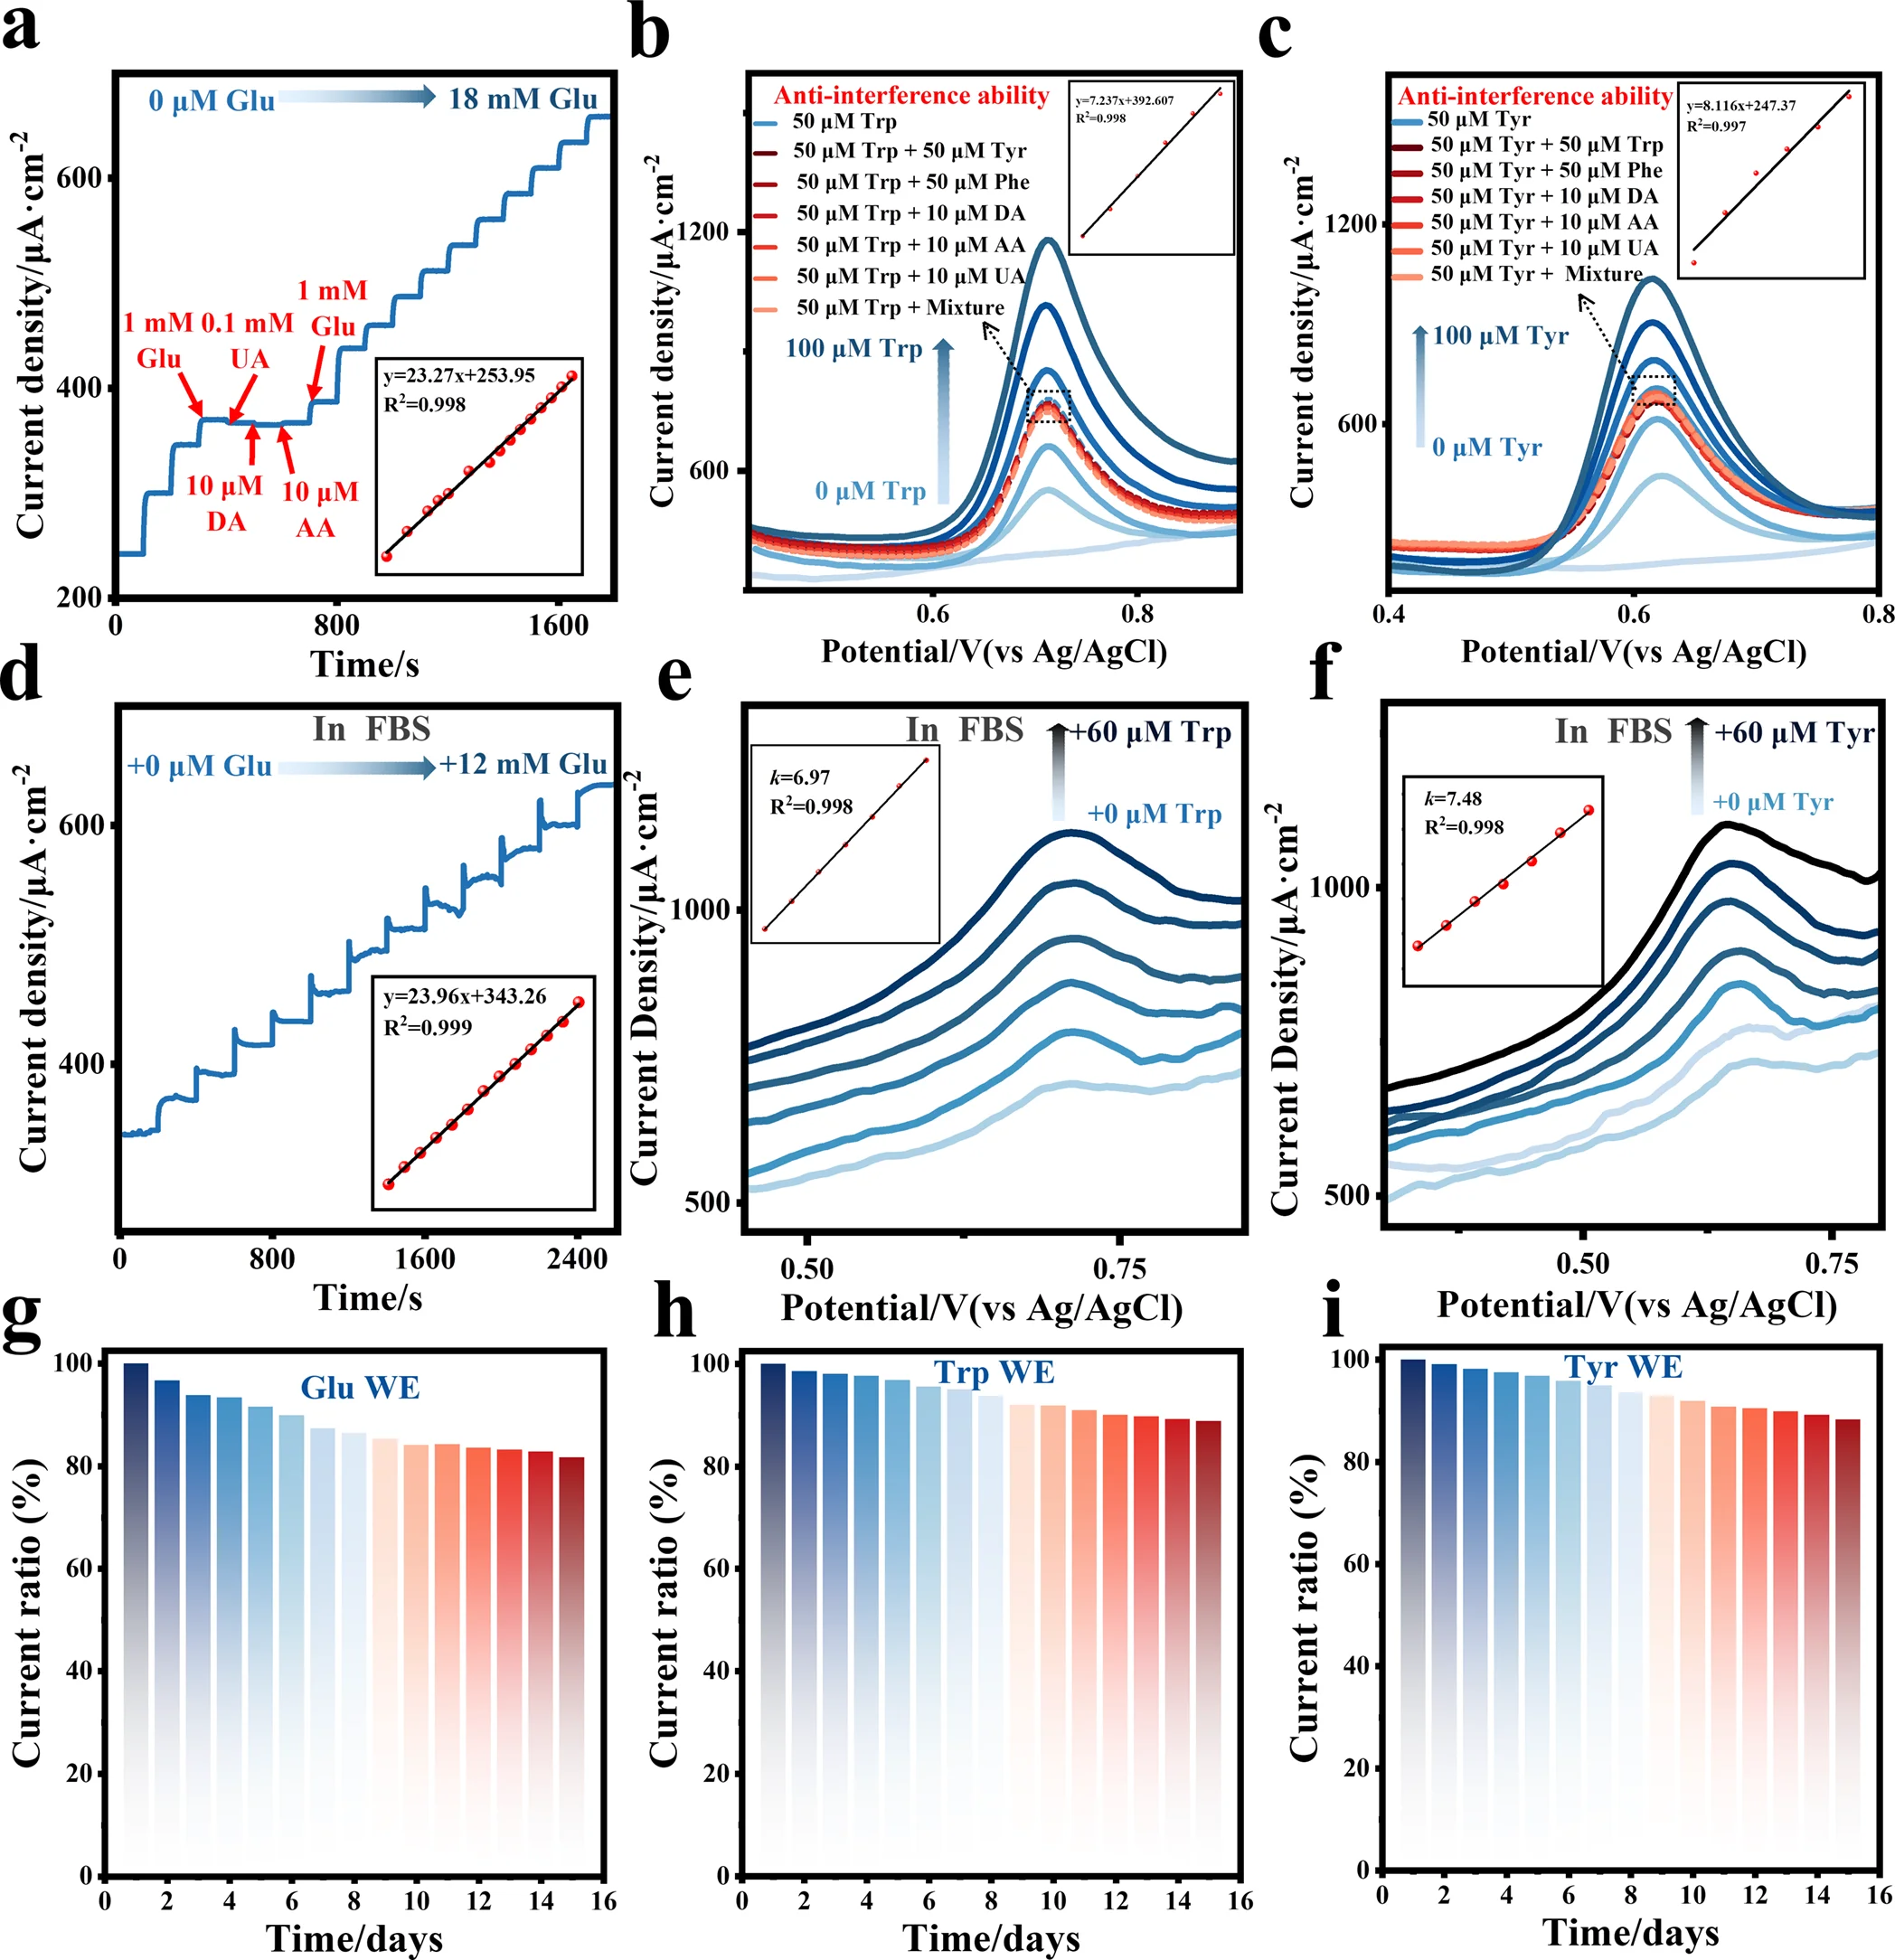 a
0 μM Glu
18 mM Glu
Current density/μA·cm-2
600
400
200
1 mM
Glu
0.1 mM
UA
1 mM
Glu
10 μM
DA
10 μM
AA
y=23.27x+253.95
R2=0.998
0
800
1600
Time/s
b
Anti-interference ability
50 μM Trp
50 μM Trp + 50 μM Tyr
50 μM Trp + 50 μM Phe
50 μM Trp + 10 μM DA
50 μM Trp + 10 μM AA
50 μM Trp + 10 μM UA
50 μM Trp + Mixture
y=7.237x+392.607
R2=0.998
100 μM Trp
0 μM Trp
Current density/μA·cm-2
1200
600
0.6
0.8
Potential/V(vs Ag/AgCl)
c
Anti-interference ability
50 μM Tyr
50 μM Tyr + 50 μM Trp
50 μM Tyr + 50 μM Phe
50 μM Tyr + 10 μM DA
50 μM Tyr + 10 μM AA
50 μM Tyr + 10 μM UA
50 μM Tyr + Mixture
y=8.116x+247.37
R2=0.997
100 μM Tyr
0 μM Tyr
Current density/μA·cm-2
1200
600
0.4
0.6
0.8
Potential/V(vs Ag/AgCl)
d
In FBS
+0 μM Glu
+12 mM Glu
Current density/μA·cm-2
600
400
y=23.96x+343.26
R2=0.999
0
800
1600
2400
Time/s
e
In FBS
+60 μM Trp
+0 μM Trp
k=6.97
R2=0.998
Current Density/μA·cm-2
1000
500
0.50
0.75
Potential/V(vs Ag/AgCl)
f
In FBS
+60 μM Tyr
+0 μM Tyr
k=7.48
R2=0.998
Current Density/μA·cm-2
1000
500
0.50
0.75
Potential/V(vs Ag/AgCl)
g
Glu WE
Current ratio (%)
100
80
60
40
20
0
0 2 4 6 8 10 12 14 16
Time/days
h
Trp WE
Current ratio (%)
100
80
60
40
20
0
0 2 4 6 8 10 12 14 16
Time/days
i
Tyr WE
Current ratio (%)
100
80
60
40
20
0
0 2 4 6 8 10 12 14 16
Time/days